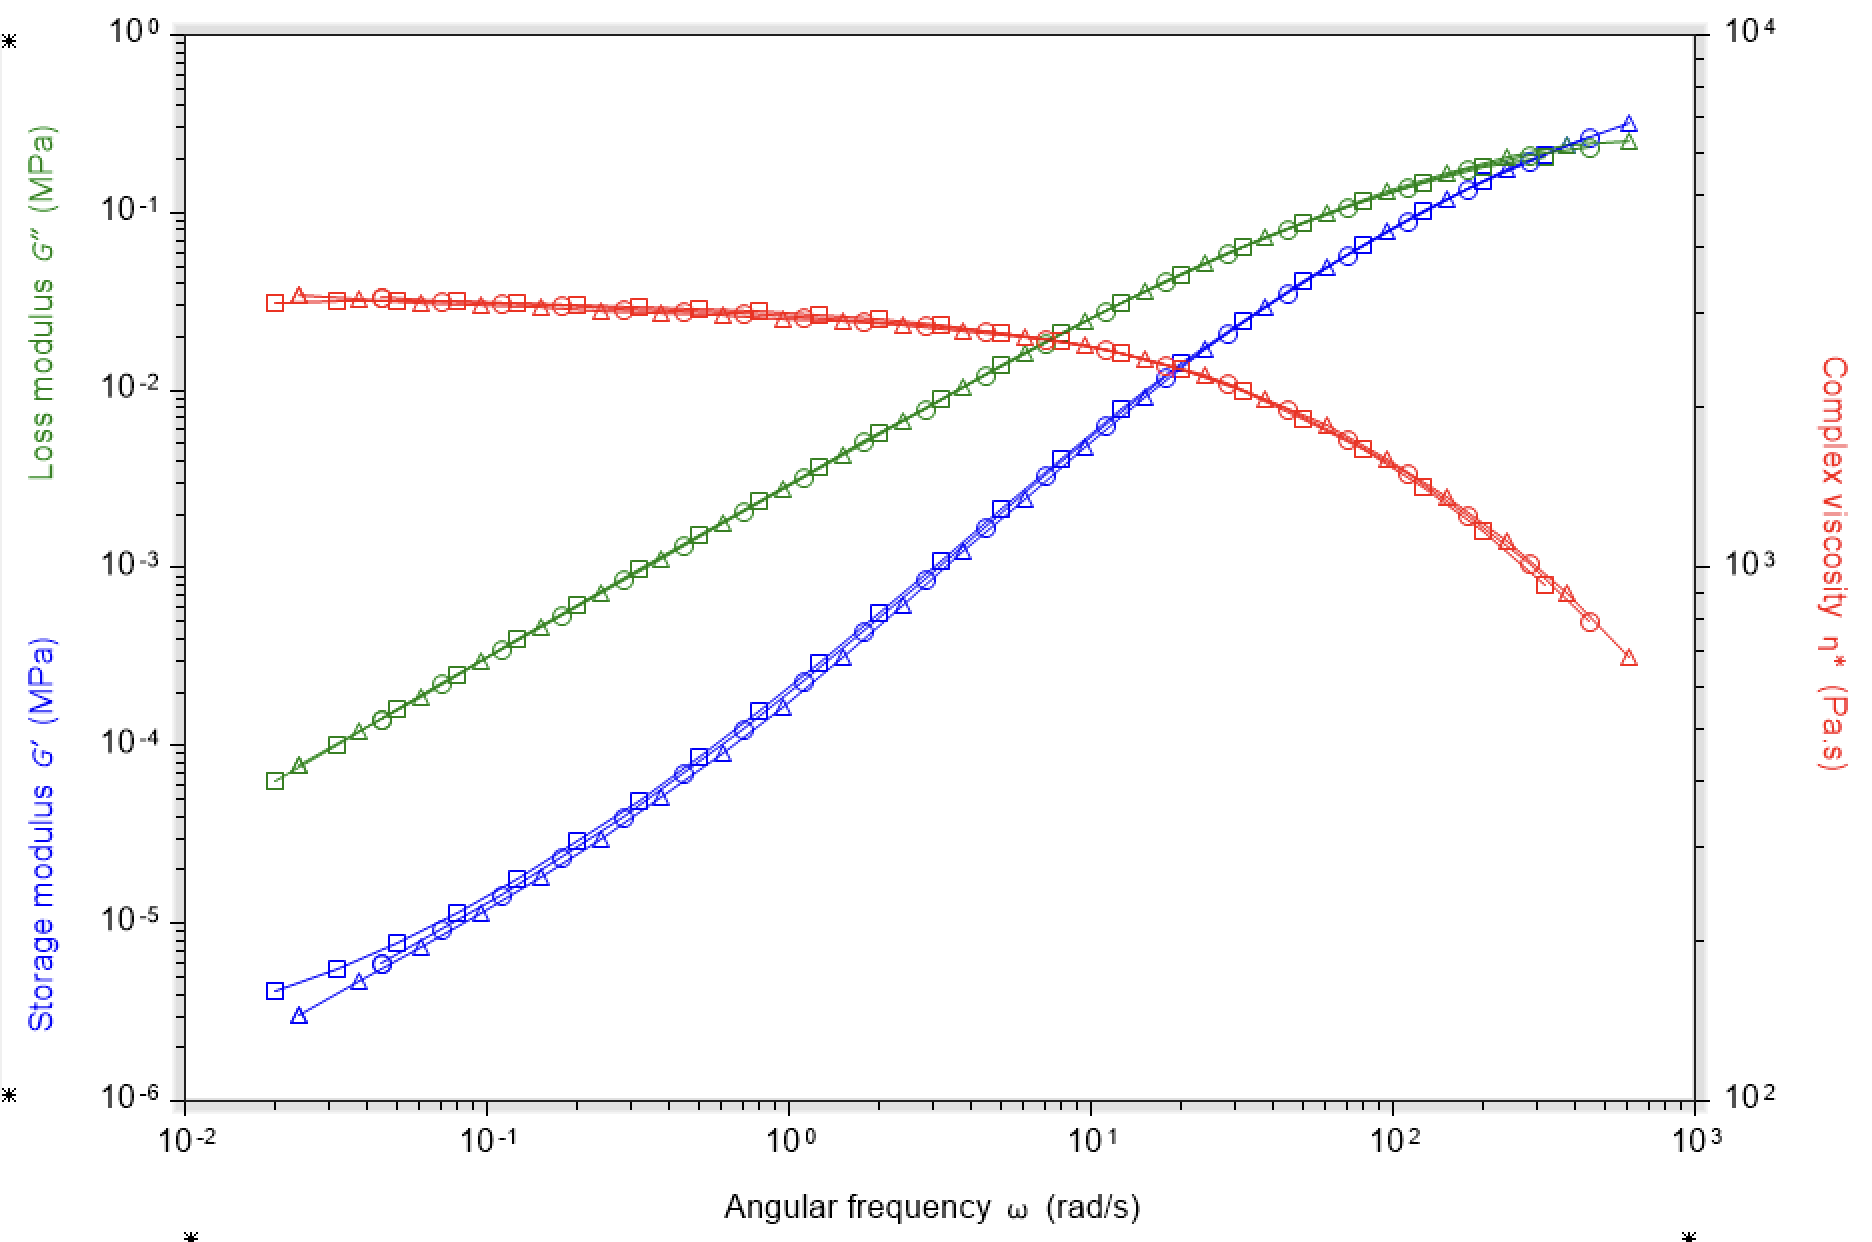 10⁰
10⁻¹
10⁻²
10⁻³
10⁻⁴
10⁻⁵
10⁻⁶
Loss modulus G″ (MPa)
Storage modulus G′ (MPa)
10⁴
10³
10²
Complex viscosity η* (Pa.s)
10⁻² 10⁻¹ 10⁰ 10¹ 10² 10³
Angular frequency ω (rad/s)